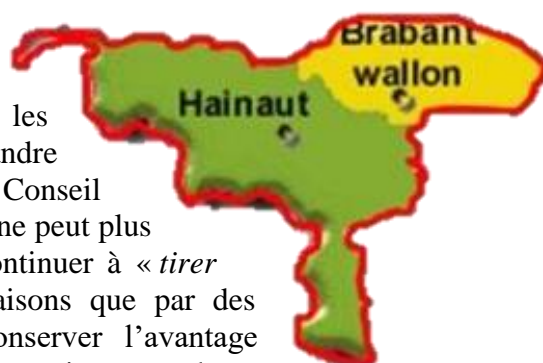 Brabant
wallon
Hainaut
les
ndre
Conseil
ne peut plus
ontinuer à « tirer
aisons que par des
onserver l'avantage